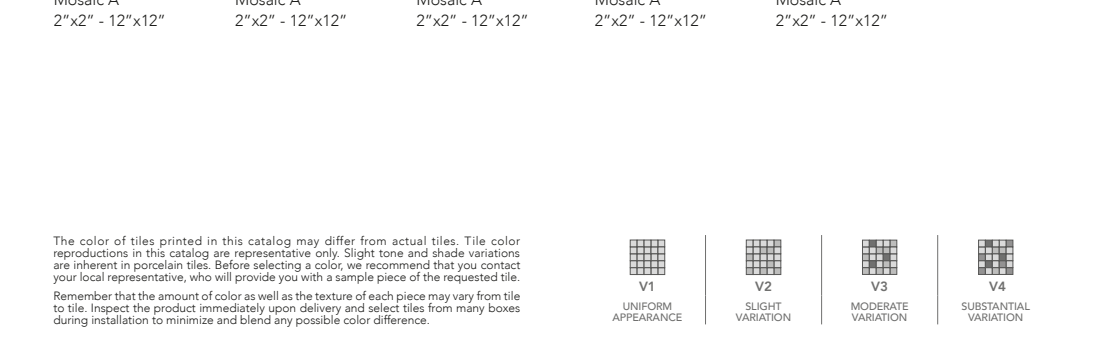 Mosaic A Mosaic A Mosaic A Mosaic A Mosaic A
2”x2” - 12”x12” 2”x2” - 12”x12” 2”x2” - 12”x12” 2”x2” - 12”x12” 2”x2” - 12”x12”
The color of tiles printed in this catalog may differ from actual tiles. Tile color
reproductions in this catalog are representative only. Slight tone and shade variations
are inherent in porcelain tiles. Before selecting a color, we recommend that you contact
your local representative, who will provide you with a sample piece of the requested tile.
Remember that the amount of color as well as the texture of each piece may vary from tile
to tile. Inspect the product immediately upon delivery and select tiles from many boxes
during installation to minimize and blend any possible color difference.
V1
UNIFORM
APPEARANCE
V2
SLIGHT
VARIATION
V3
MODERATE
VARIATION
V4
SUBSTANTIAL
VARIATION